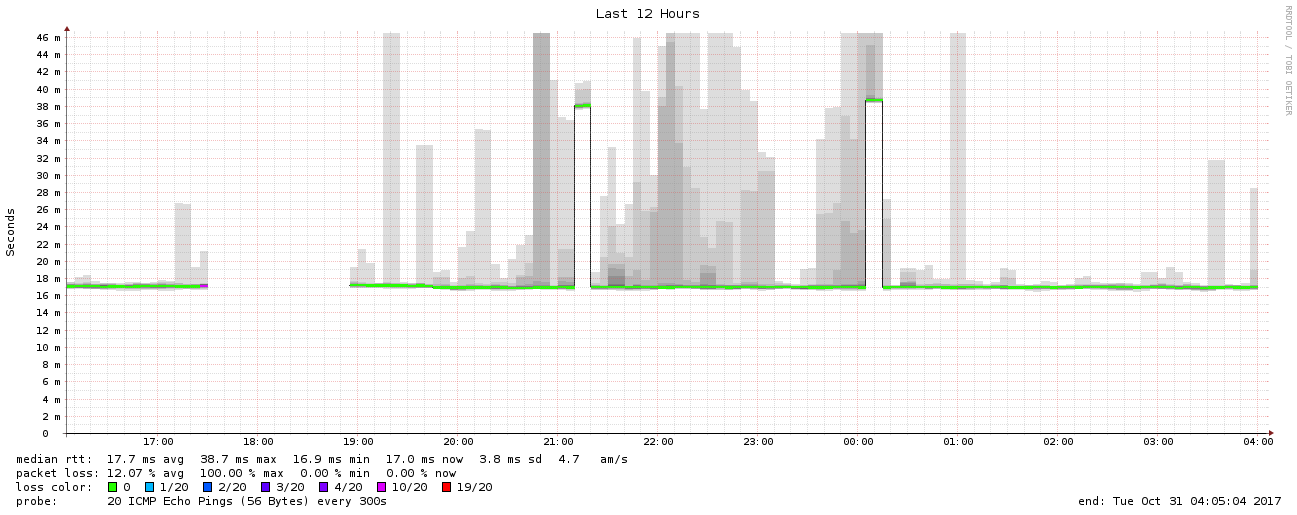 Last 12 Hours
RRDTOOL / TOBI OETIKER
Seconds
46 m
44 m
42 m
40 m
38 m
36 m
34 m
32 m
30 m
28 m
26 m
24 m
22 m
20 m
18 m
16 m
14 m
12 m
10 m
8 m
6 m
4 m
2 m
0
17:00 18:00 19:00 20:00 21:00 22:00 23:00 00:00 01:00 02:00 03:00 04:00
median rtt: 17.7 ms avg 38.7 ms max 16.9 ms min 17.0 ms now 3.8 ms sd 4.7 am/s
packet loss: 12.07 % avg 100.00 % max 0.00 % min 0.00 % now
loss color: 0 1/20 2/20 3/20 4/20 10/20 19/20
probe: 20 ICMP Echo Pings (56 Bytes) every 300s end: Tue Oct 31 04:05:04 2017